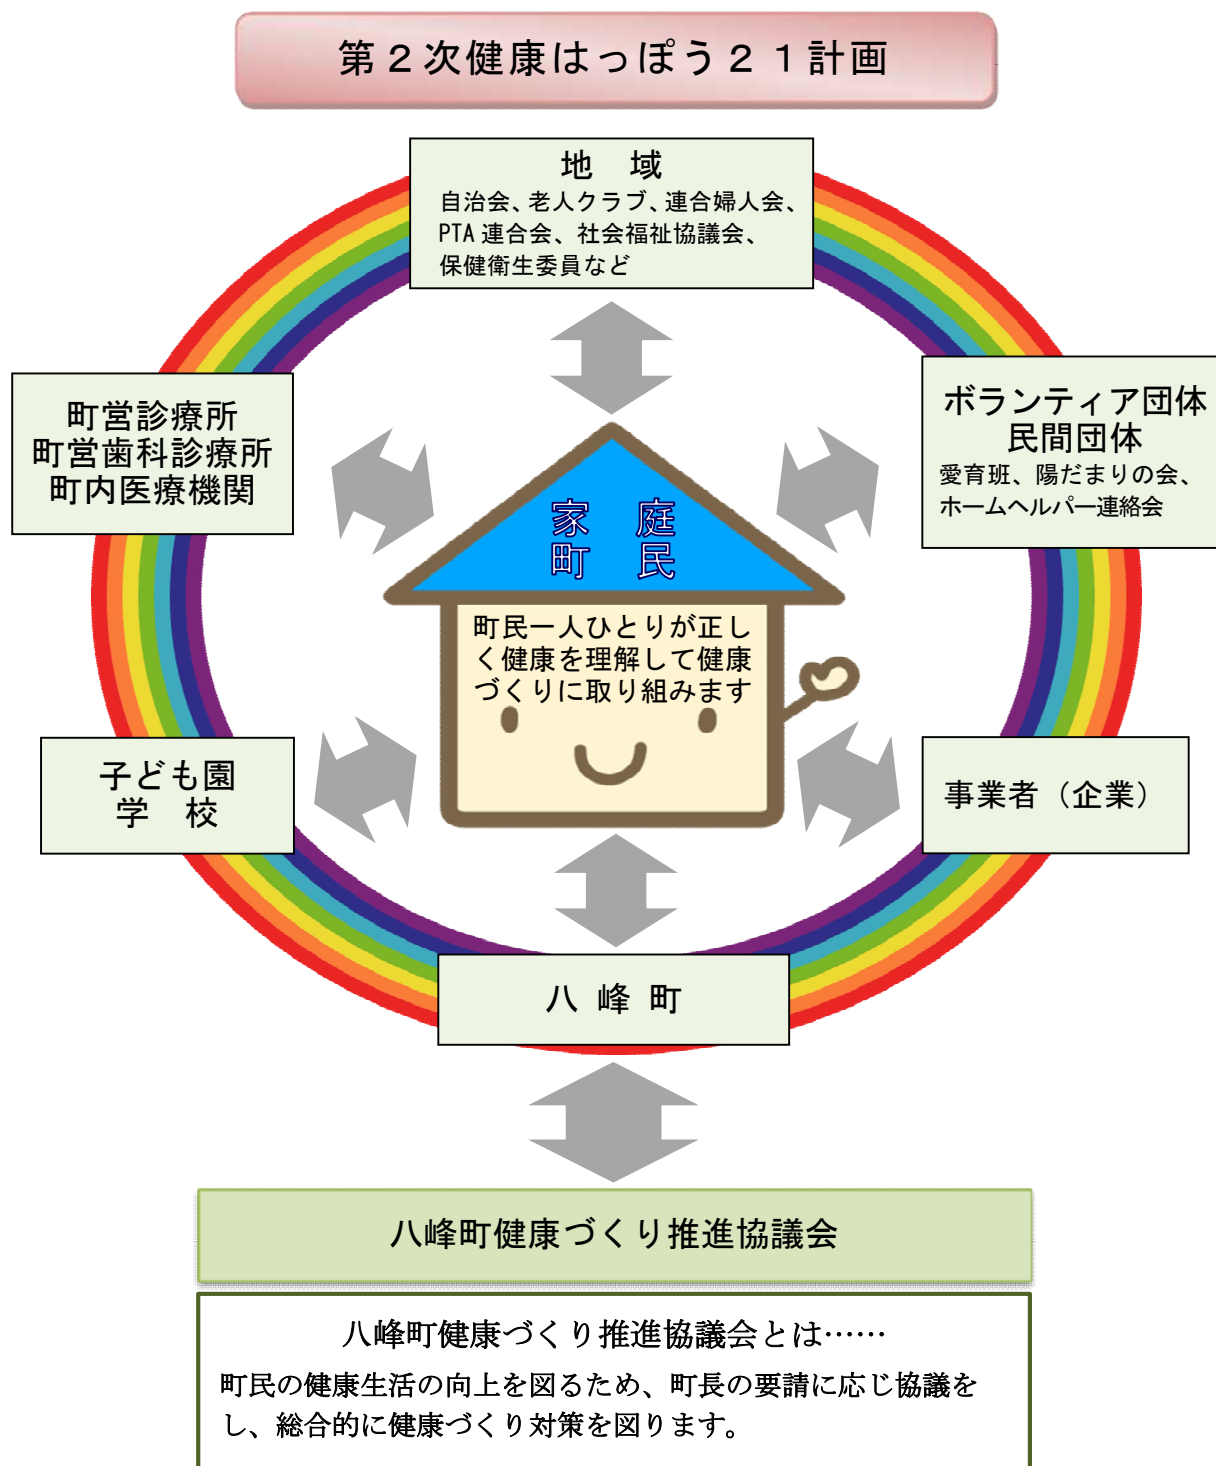 第２次健康はっぽう２１計画
地　域
自治会、老人クラブ、連合婦人会、
PTA 連合会、社会福祉協議会、
保健衛生委員など
町営診療所
町営歯科診療所
町内医療機関
ボランティア団体
民間団体
愛育班、陽だまりの会、
ホームヘルパー連絡会
家　庭
町　民
町民一人ひとりが正し
く健康を理解して健康
づくりに取り組みます
子ども園
学　校
事業者（企業）
八 峰 町
八峰町健康づくり推進協議会
八峰町健康づくり推進協議会とは……
町民の健康生活の向上を図るため、町長の要請に応じ協議を
し、総合的に健康づくり対策を図ります。